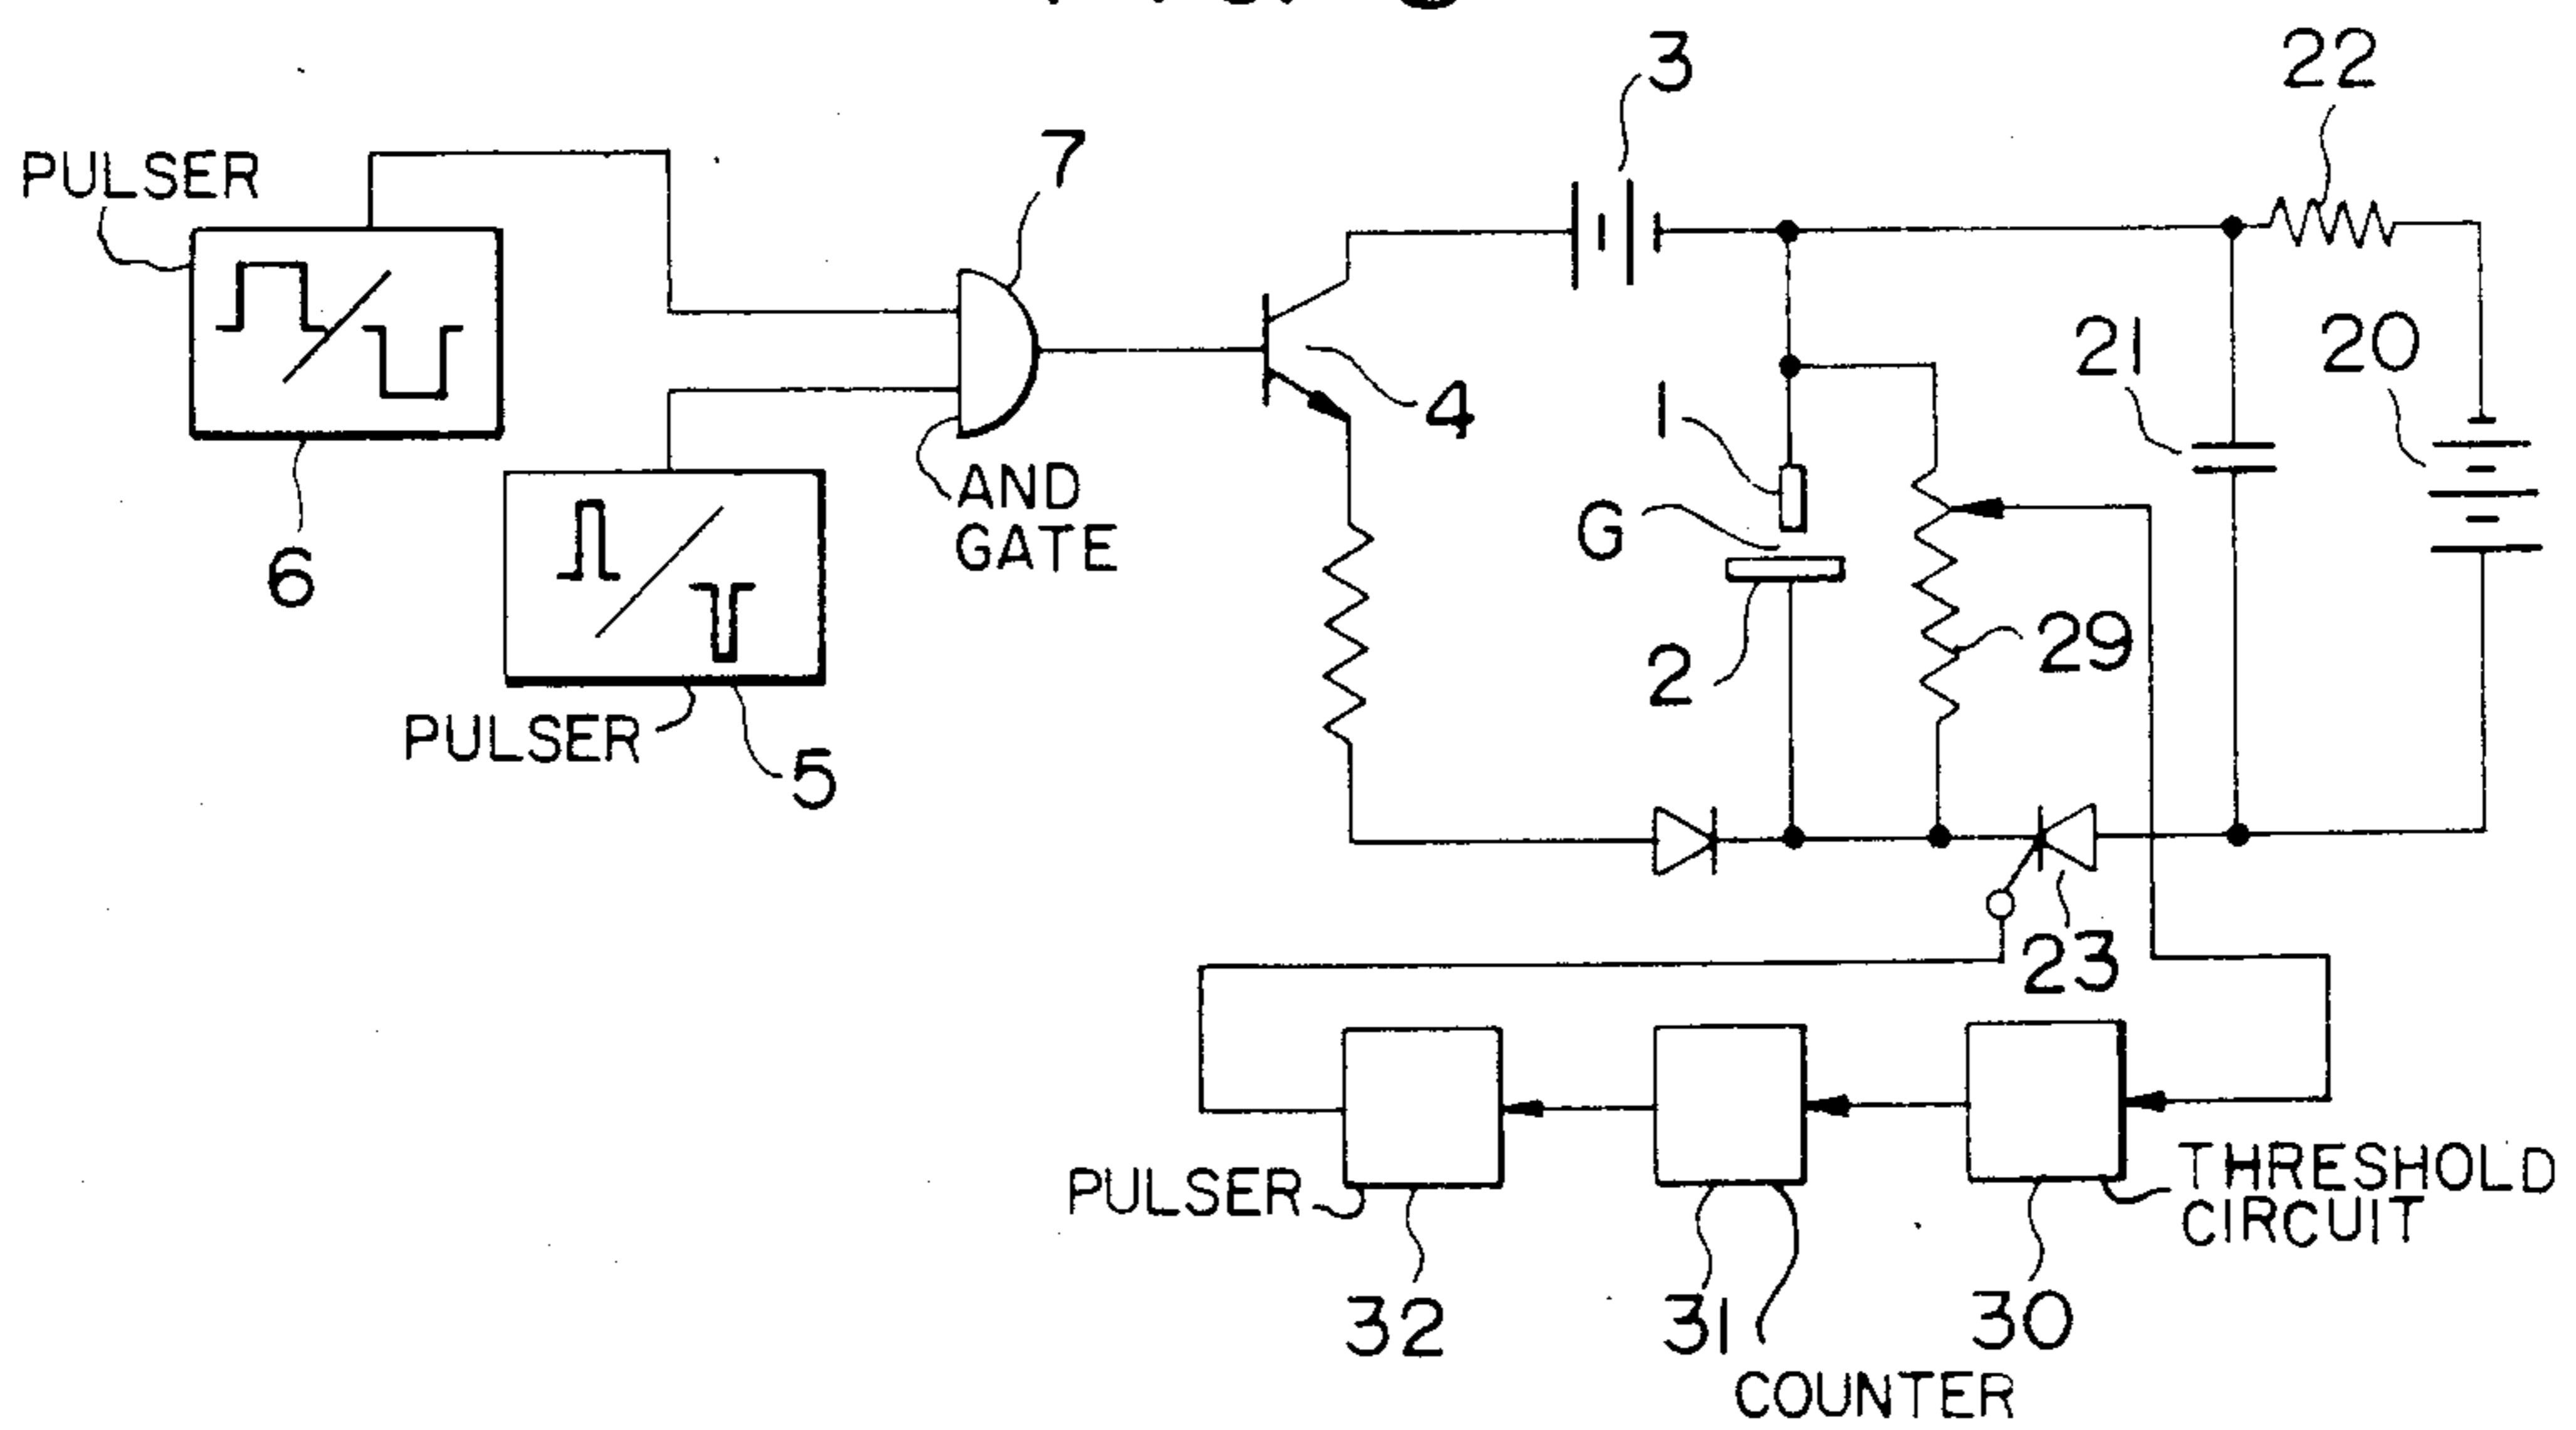 3
22
PULSER
7
21
20
1
4
AND
GATE
G
6
29
2
PULSER
5
23
PULSER
THRESHOLD
CIRCUIT
32
31
30
COUNTER